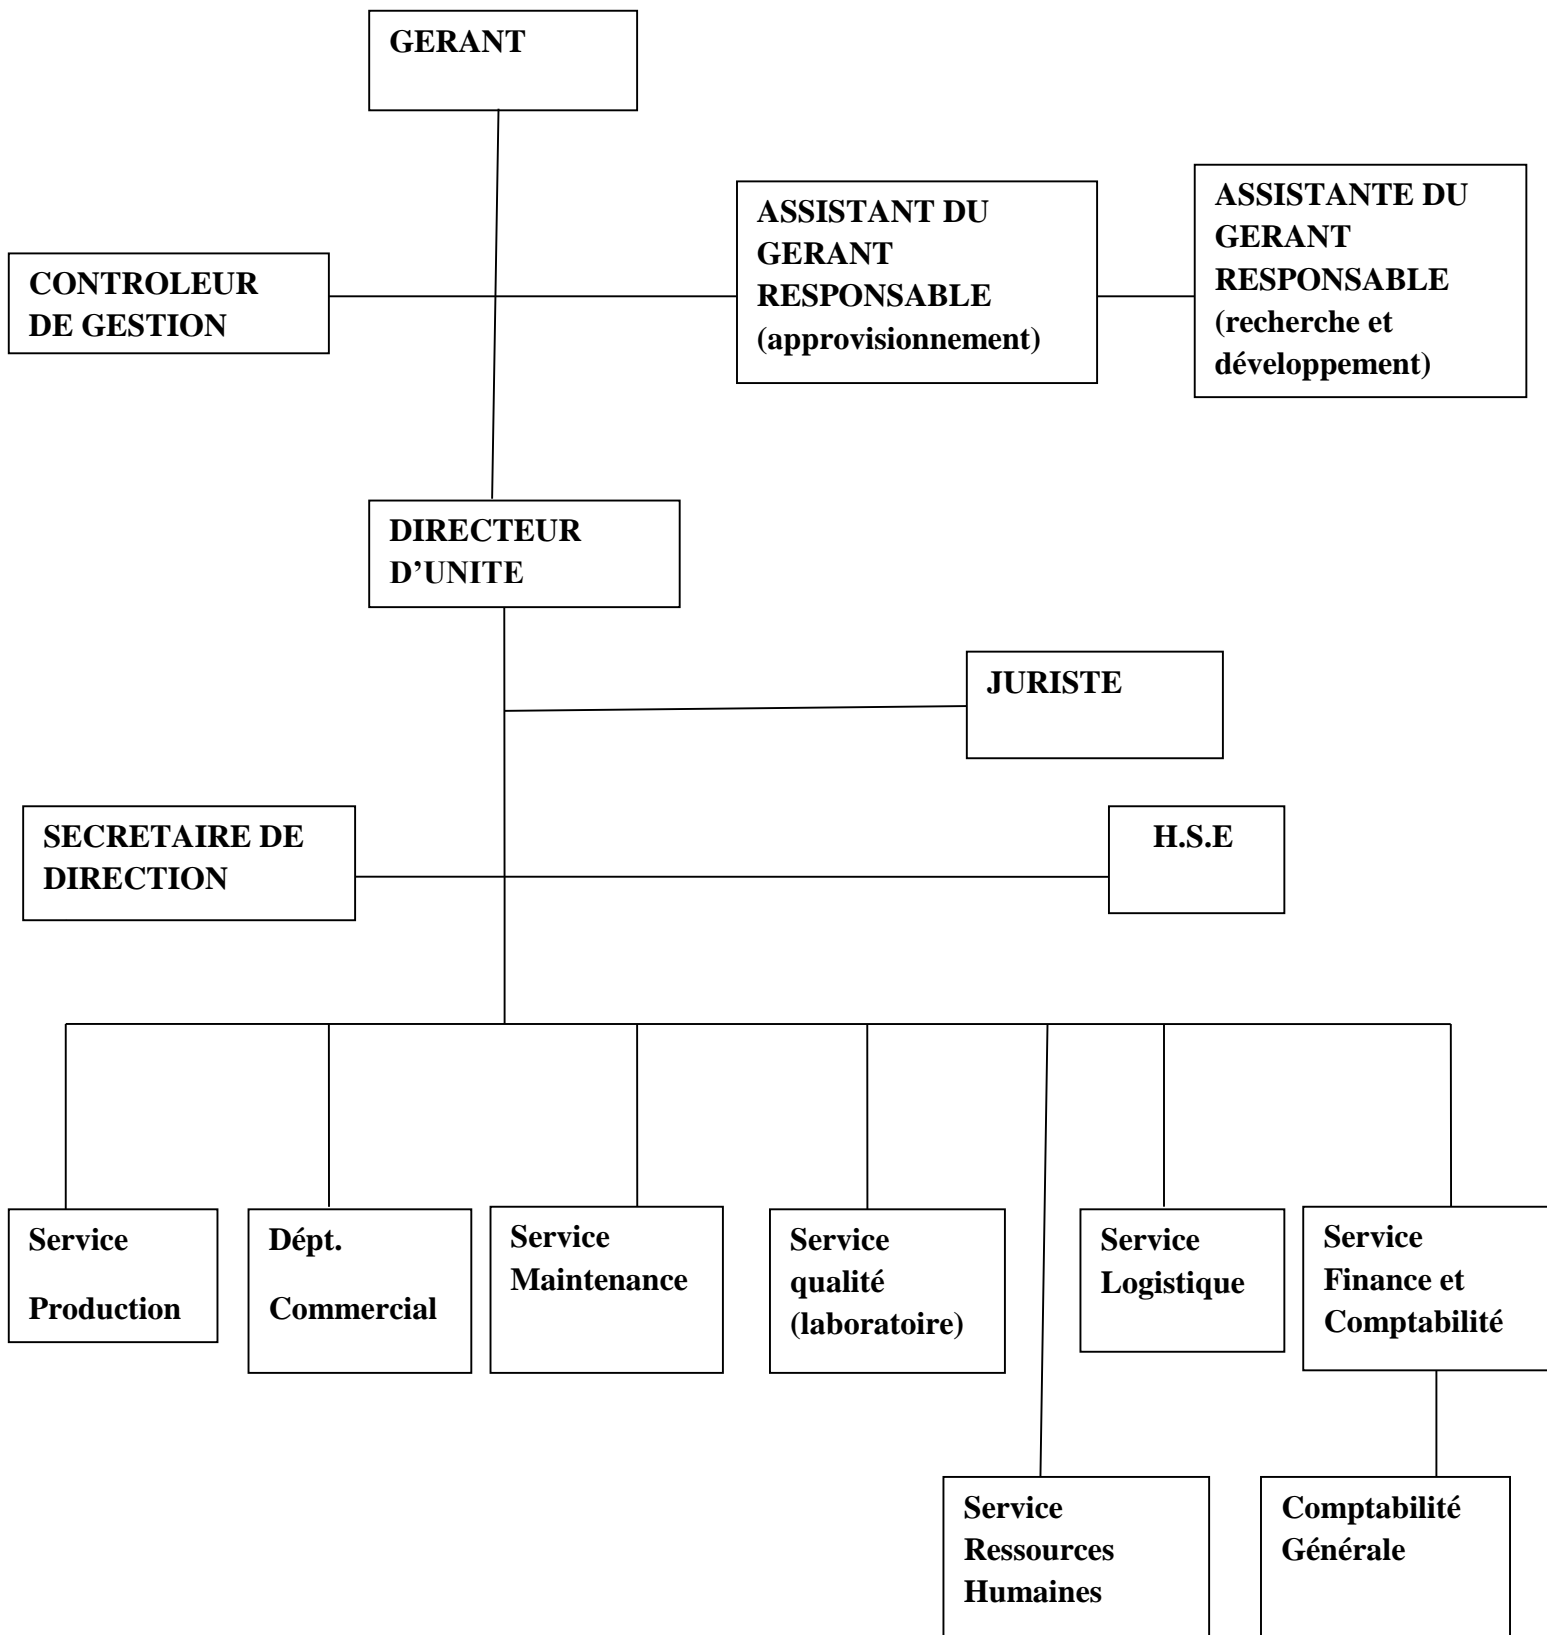 GERANT
ASSISTANT DU
GERANT
RESPONSABLE
(approvisionnement)
ASSISTANTE DU
GERANT
RESPONSABLE
(recherche et
développement)
CONTROLEUR
DE GESTION
DIRECTEUR
D’UNITE
JURISTE
SECRETAIRE DE
DIRECTION
H.S.E
Service
Production
Dépt.
Commercial
Service
Maintenance
Service
qualité
(laboratoire)
Service
Logistique
Service
Finance et
Comptabilité
Service
Ressources
Humaines
Comptabilité
Générale